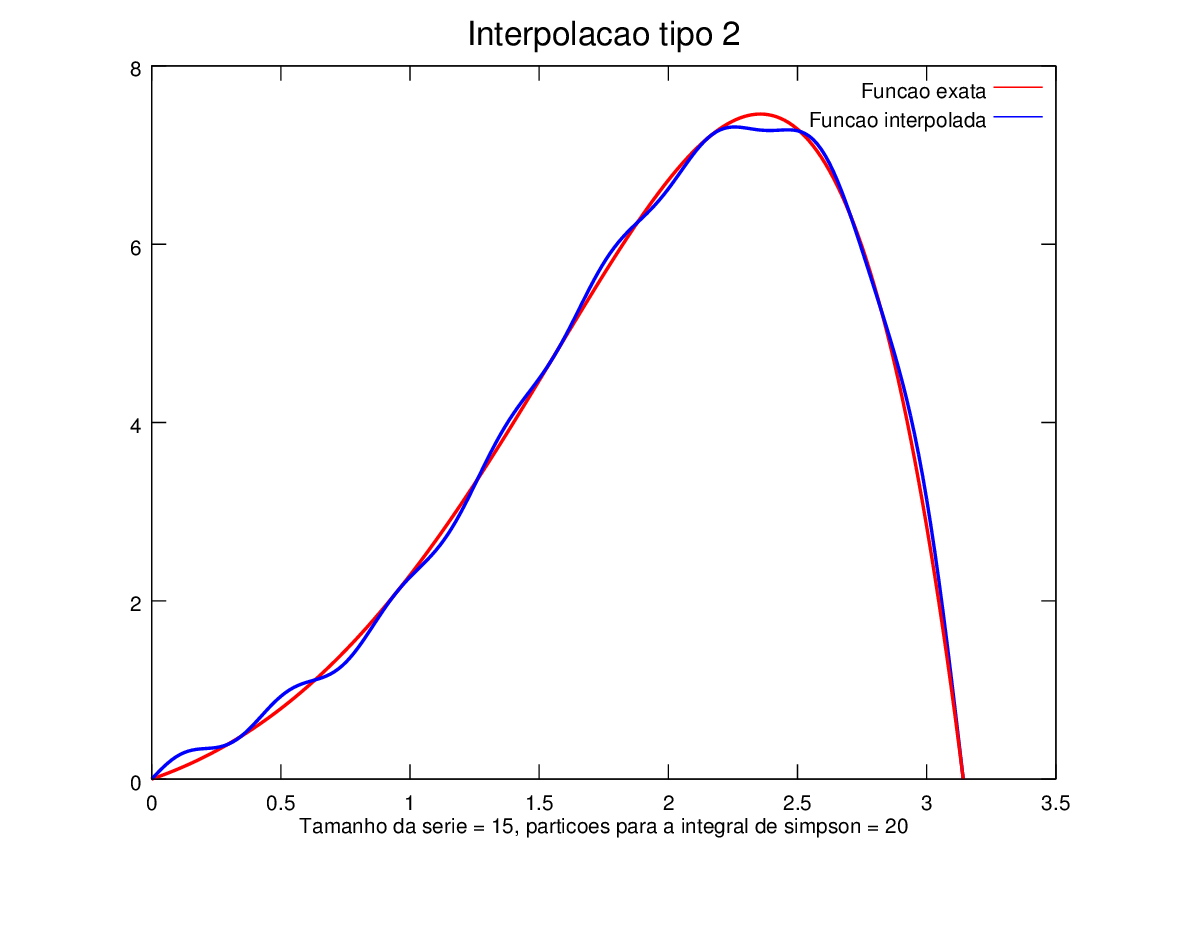 Interpolacao tipo 2
Funcao exata
Funcao interpolada
8
6
4
2
0
0 0.5 1 1.5 2 2.5 3 3.5
Tamanho da serie = 15, particoes para a integral de simpson = 20